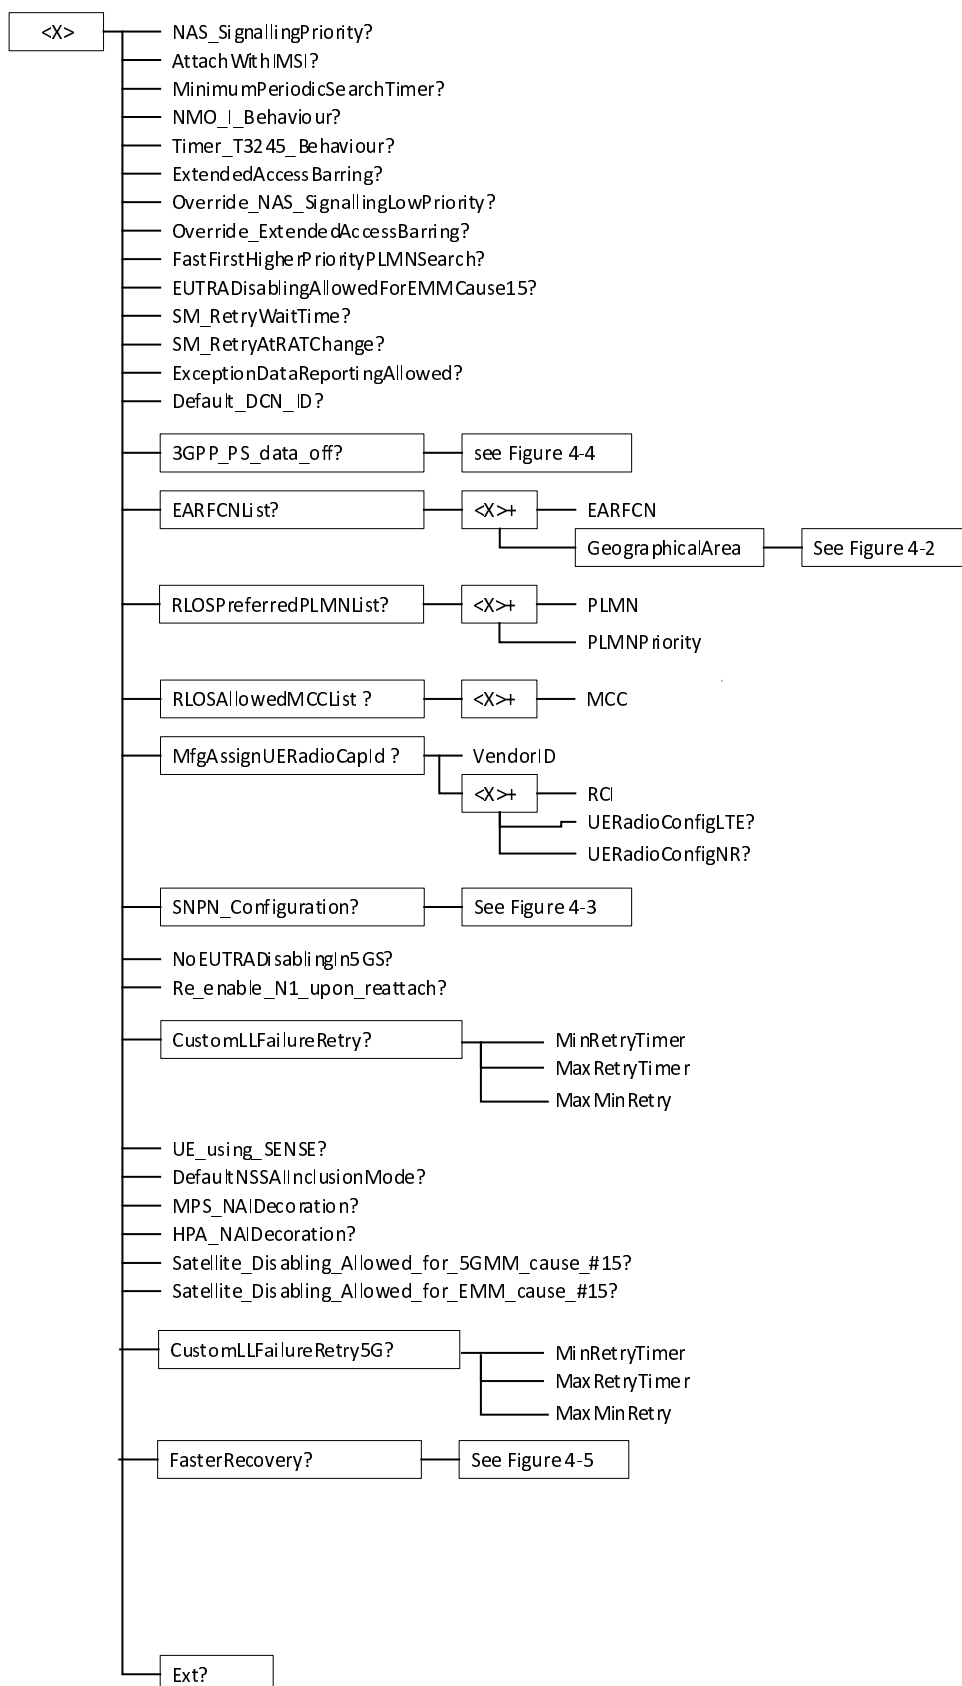 <X>
NAS_SignallingPriority?
AttachWithIMSI?
MinimumPeriodicSearchTimer?
NMO_I_Behaviour?
Timer_T3245_Behaviour?
ExtendedAccessBarring?
Override_NAS_SignallingLowPriority?
Override_ExtendedAccessBarring?
FastFirstHigherPriorityPLMNSearch?
EUTRADisablingAllowedForEMMCause15?
SM_RetryWaitTime?
SM_RetryAtRATChange?
ExceptionDataReportingAllowed?
Default_DCN_ID?
3GPP_PS_data_off? see Figure 4-4
EARFCNList? <X>+ EARFCN
GeographicalArea See Figure 4-2
RLOSPreferredPLMNList? <X>+ PLMN
PLMNPriority
RLOSAllowedMCCList ? <X>+ MCC
MfgAssignUERadioCapId ? VendorID
<X>+ RCI
UERadioConfigLTE?
UERadioConfigNR?
SNPN_Configuration? See Figure 4-3
NoEUTRADisablingIn5GS?
Re_enable_N1_upon_reattach?
CustomLLFailureRetry? MinRetryTimer
MaxRetryTimer
MaxMinRetry
UE_using_SENSE?
DefaultNSSAIInclusionMode?
MPS_NAIDecoration?
HPA_NAIDecoration?
Satellite_Disabling_Allowed_for_5GMM_cause_#15?
Satellite_Disabling_Allowed_for_EMM_cause_#15?
CustomLLFailureRetry5G? MinRetryTimer
MaxRetryTimer
MaxMinRetry
FasterRecovery? See Figure 4-5
Ext?